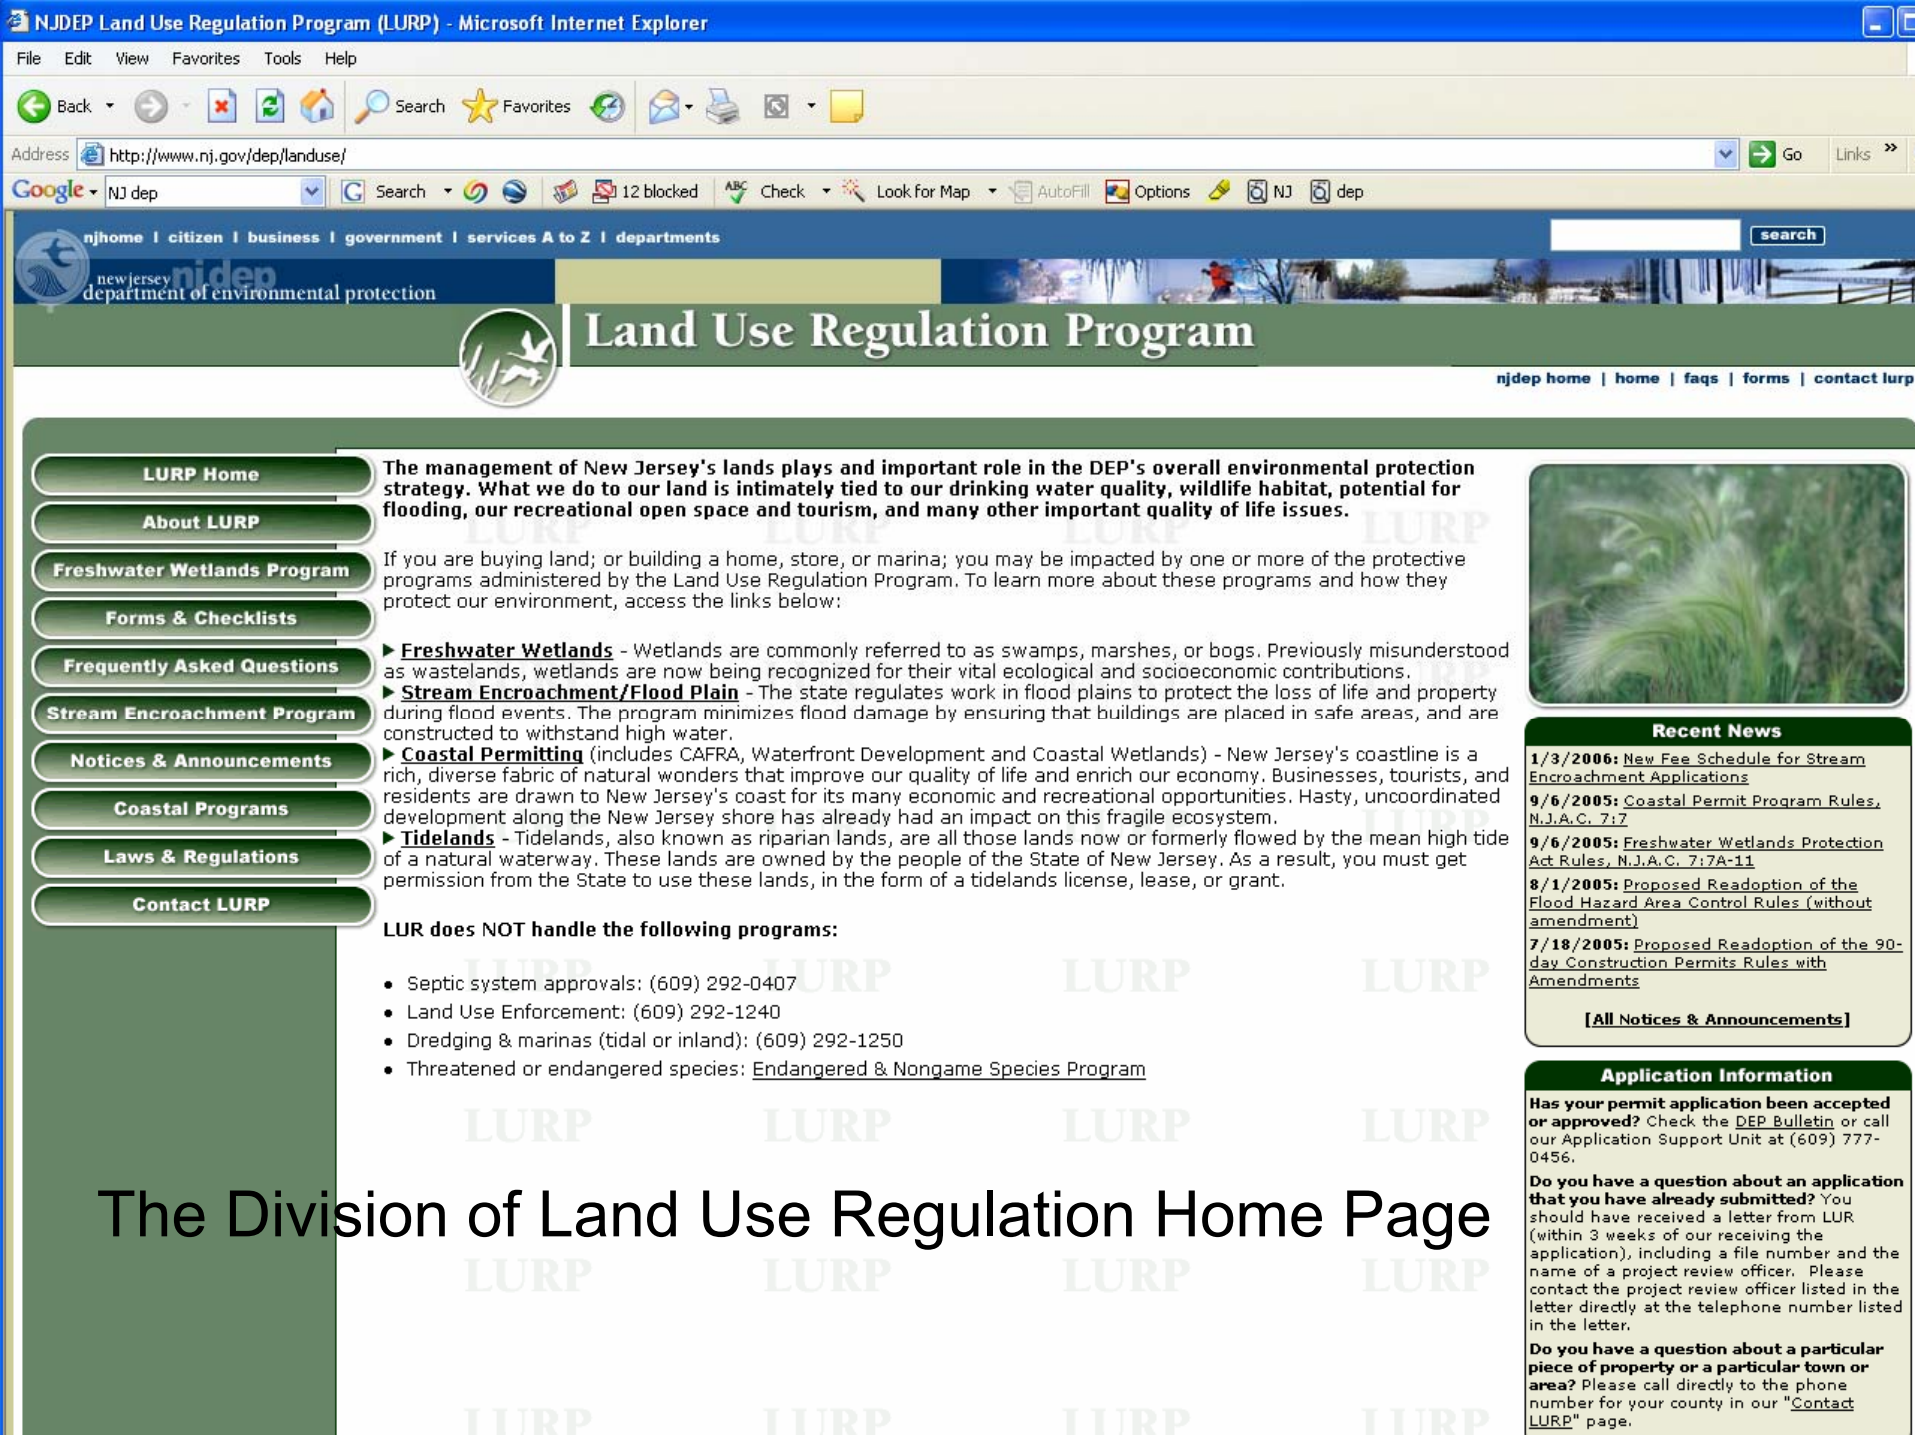 NJDEP Land Use Regulation Program (LURP) - Microsoft Internet Explorer
File Edit View Favorites Tools Help
Back Search Favorites
Address http://www.nj.gov/dep/landuse/ Go Links »
Google NJ dep G Search 12 blocked ABC Check Look for Map AutoFill Options NJ dep
njhome | citizen | business | government | services A to Z | departments search
newjersey njdep
department of environmental protection
Land Use Regulation Program
njdep home | home | faqs | forms | contact lurp
LURP Home
About LURP
Freshwater Wetlands Program
Forms & Checklists
Frequently Asked Questions
Stream Encroachment Program
Notices & Announcements
Coastal Programs
Laws & Regulations
Contact LURP
The management of New Jersey's lands plays and important role in the DEP's overall environmental protection
strategy. What we do to our land is intimately tied to our drinking water quality, wildlife habitat, potential for
flooding, our recreational open space and tourism, and many other important quality of life issues.
If you are buying land; or building a home, store, or marina; you may be impacted by one or more of the protective
programs administered by the Land Use Regulation Program. To learn more about these programs and how they
protect our environment, access the links below:
Freshwater Wetlands - Wetlands are commonly referred to as swamps, marshes, or bogs. Previously misunderstood
as wastelands, wetlands are now being recognized for their vital ecological and socioeconomic contributions.
Stream Encroachment/Flood Plain - The state regulates work in flood plains to protect the loss of life and property
during flood events. The program minimizes flood damage by ensuring that buildings are placed in safe areas, and are
constructed to withstand high water.
Coastal Permitting (includes CAFRA, Waterfront Development and Coastal Wetlands) - New Jersey's coastline is a
rich, diverse fabric of natural wonders that improve our quality of life and enrich our economy. Businesses, tourists, and
residents are drawn to New Jersey's coast for its many economic and recreational opportunities. Hasty, uncoordinated
development along the New Jersey shore has already had an impact on this fragile ecosystem.
Tidelands - Tidelands, also known as riparian lands, are all those lands now or formerly flowed by the mean high tide
of a natural waterway. These lands are owned by the people of the State of New Jersey. As a result, you must get
permission from the State to use these lands, in the form of a tidelands license, lease, or grant.
LUR does NOT handle the following programs:
• Septic system approvals: (609) 292-0407
• Land Use Enforcement: (609) 292-1240
• Dredging & marinas (tidal or inland): (609) 292-1250
• Threatened or endangered species: Endangered & Nongame Species Program
LURP LURP LURP LURP
The Division of Land Use Regulation Home Page
LURP LURP LURP LURP
LURP LURP LURP LURP
Recent News
1/3/2006: New Fee Schedule for Stream
Encroachment Applications
9/6/2005: Coastal Permit Program Rules,
N.J.A.C. 7:7
9/6/2005: Freshwater Wetlands Protection
Act Rules, N.J.A.C. 7:7A-11
8/1/2005: Proposed Readoption of the
Flood Hazard Area Control Rules (without
amendment)
7/18/2005: Proposed Readoption of the 90-
day Construction Permits Rules with
Amendments
[All Notices & Announcements]
Application Information
Has your permit application been accepted
or approved? Check the DEP Bulletin or call
our Application Support Unit at (609) 777-
0456.
Do you have a question about an application
that you have already submitted? You
should have received a letter from LUR
(within 3 weeks of our receiving the
application), including a file number and the
name of a project review officer. Please
contact the project review officer listed in the
letter directly at the telephone number listed
in the letter.
Do you have a question about a particular
piece of property or a particular town or
area? Please call directly to the phone
number for your county in our "Contact
LURP" page.